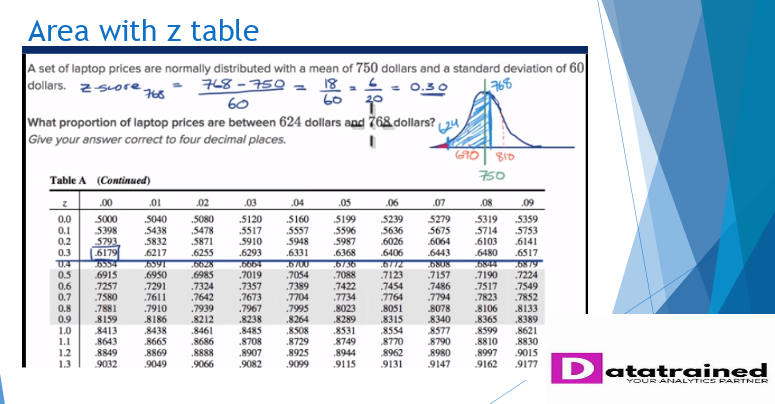 Area with z table
A set of laptop prices are normally distributed with a mean of 750 dollars and a standard deviation of 60
dollars. z-score 768 = 768 - 750 / 60 = 18 / 60 = 6 / 20 = 0.30
768
What proportion of laptop prices are between 624 dollars and 768 dollars?
624
Give your answer correct to four decimal places.
690 810
750
Table A (Continued)
z .00 .01 .02 .03 .04 .05 .06 .07 .08 .09
0.0 .5000 .5040 .5080 .5120 .5160 .5199 .5239 .5279 .5319 .5359
0.1 .5398 .5438 .5478 .5517 .5557 .5596 .5636 .5675 .5714 .5753
0.2 .5793 .5832 .5871 .5910 .5948 .5987 .6026 .6064 .6103 .6141
0.3 .6179 .6217 .6255 .6293 .6331 .6368 .6406 .6443 .6480 .6517
0.4 .6554 .6591 .6628 .6664 .6700 .6736 .6772 .6808 .6844 .6879
0.5 .6915 .6950 .6985 .7019 .7054 .7088 .7123 .7157 .7190 .7224
0.6 .7257 .7291 .7324 .7357 .7389 .7422 .7454 .7486 .7517 .7549
0.7 .7580 .7611 .7642 .7673 .7704 .7734 .7764 .7794 .7823 .7852
0.8 .7881 .7910 .7939 .7967 .7995 .8023 .8051 .8078 .8106 .8133
0.9 .8159 .8186 .8212 .8238 .8264 .8289 .8315 .8340 .8365 .8389
1.0 .8413 .8438 .8461 .8485 .8508 .8531 .8554 .8577 .8599 .8621
1.1 .8643 .8665 .8686 .8708 .8729 .8749 .8770 .8790 .8810 .8830
1.2 .8849 .8869 .8888 .8907 .8925 .8944 .8962 .8980 .8997 .9015
1.3 .9032 .9049 .9066 .9082 .9099 .9115 .9131 .9147 .9162 .9177
Datatrained
YOUR ANALYTICS PARTNER